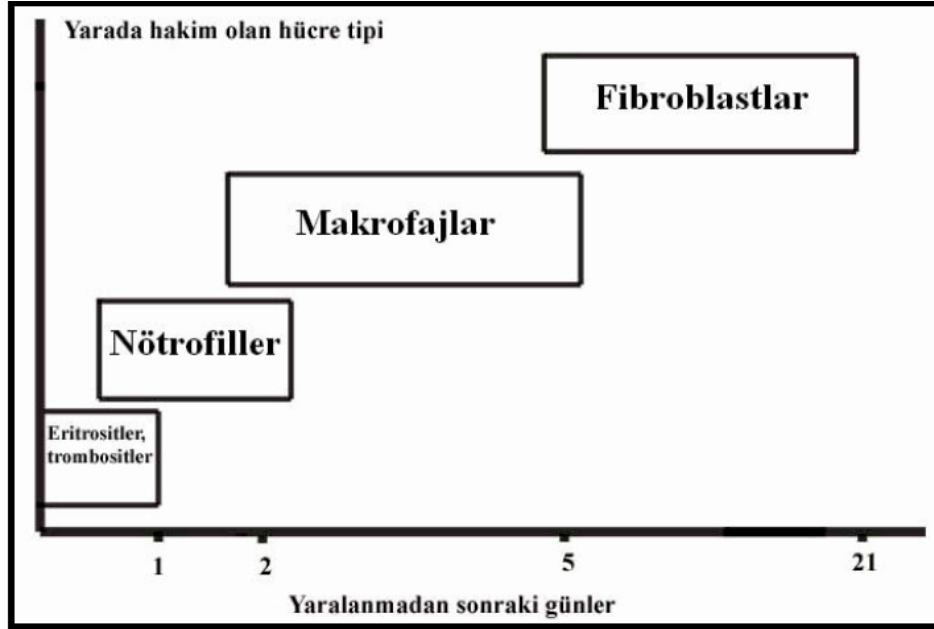 Yarada hakim olan hücre tipi
Fibroblastlar
Makrofajlar
Nötrofiller
Eritrositler,
trombositler
1 2 5 21
Yaralanmadan sonraki günler